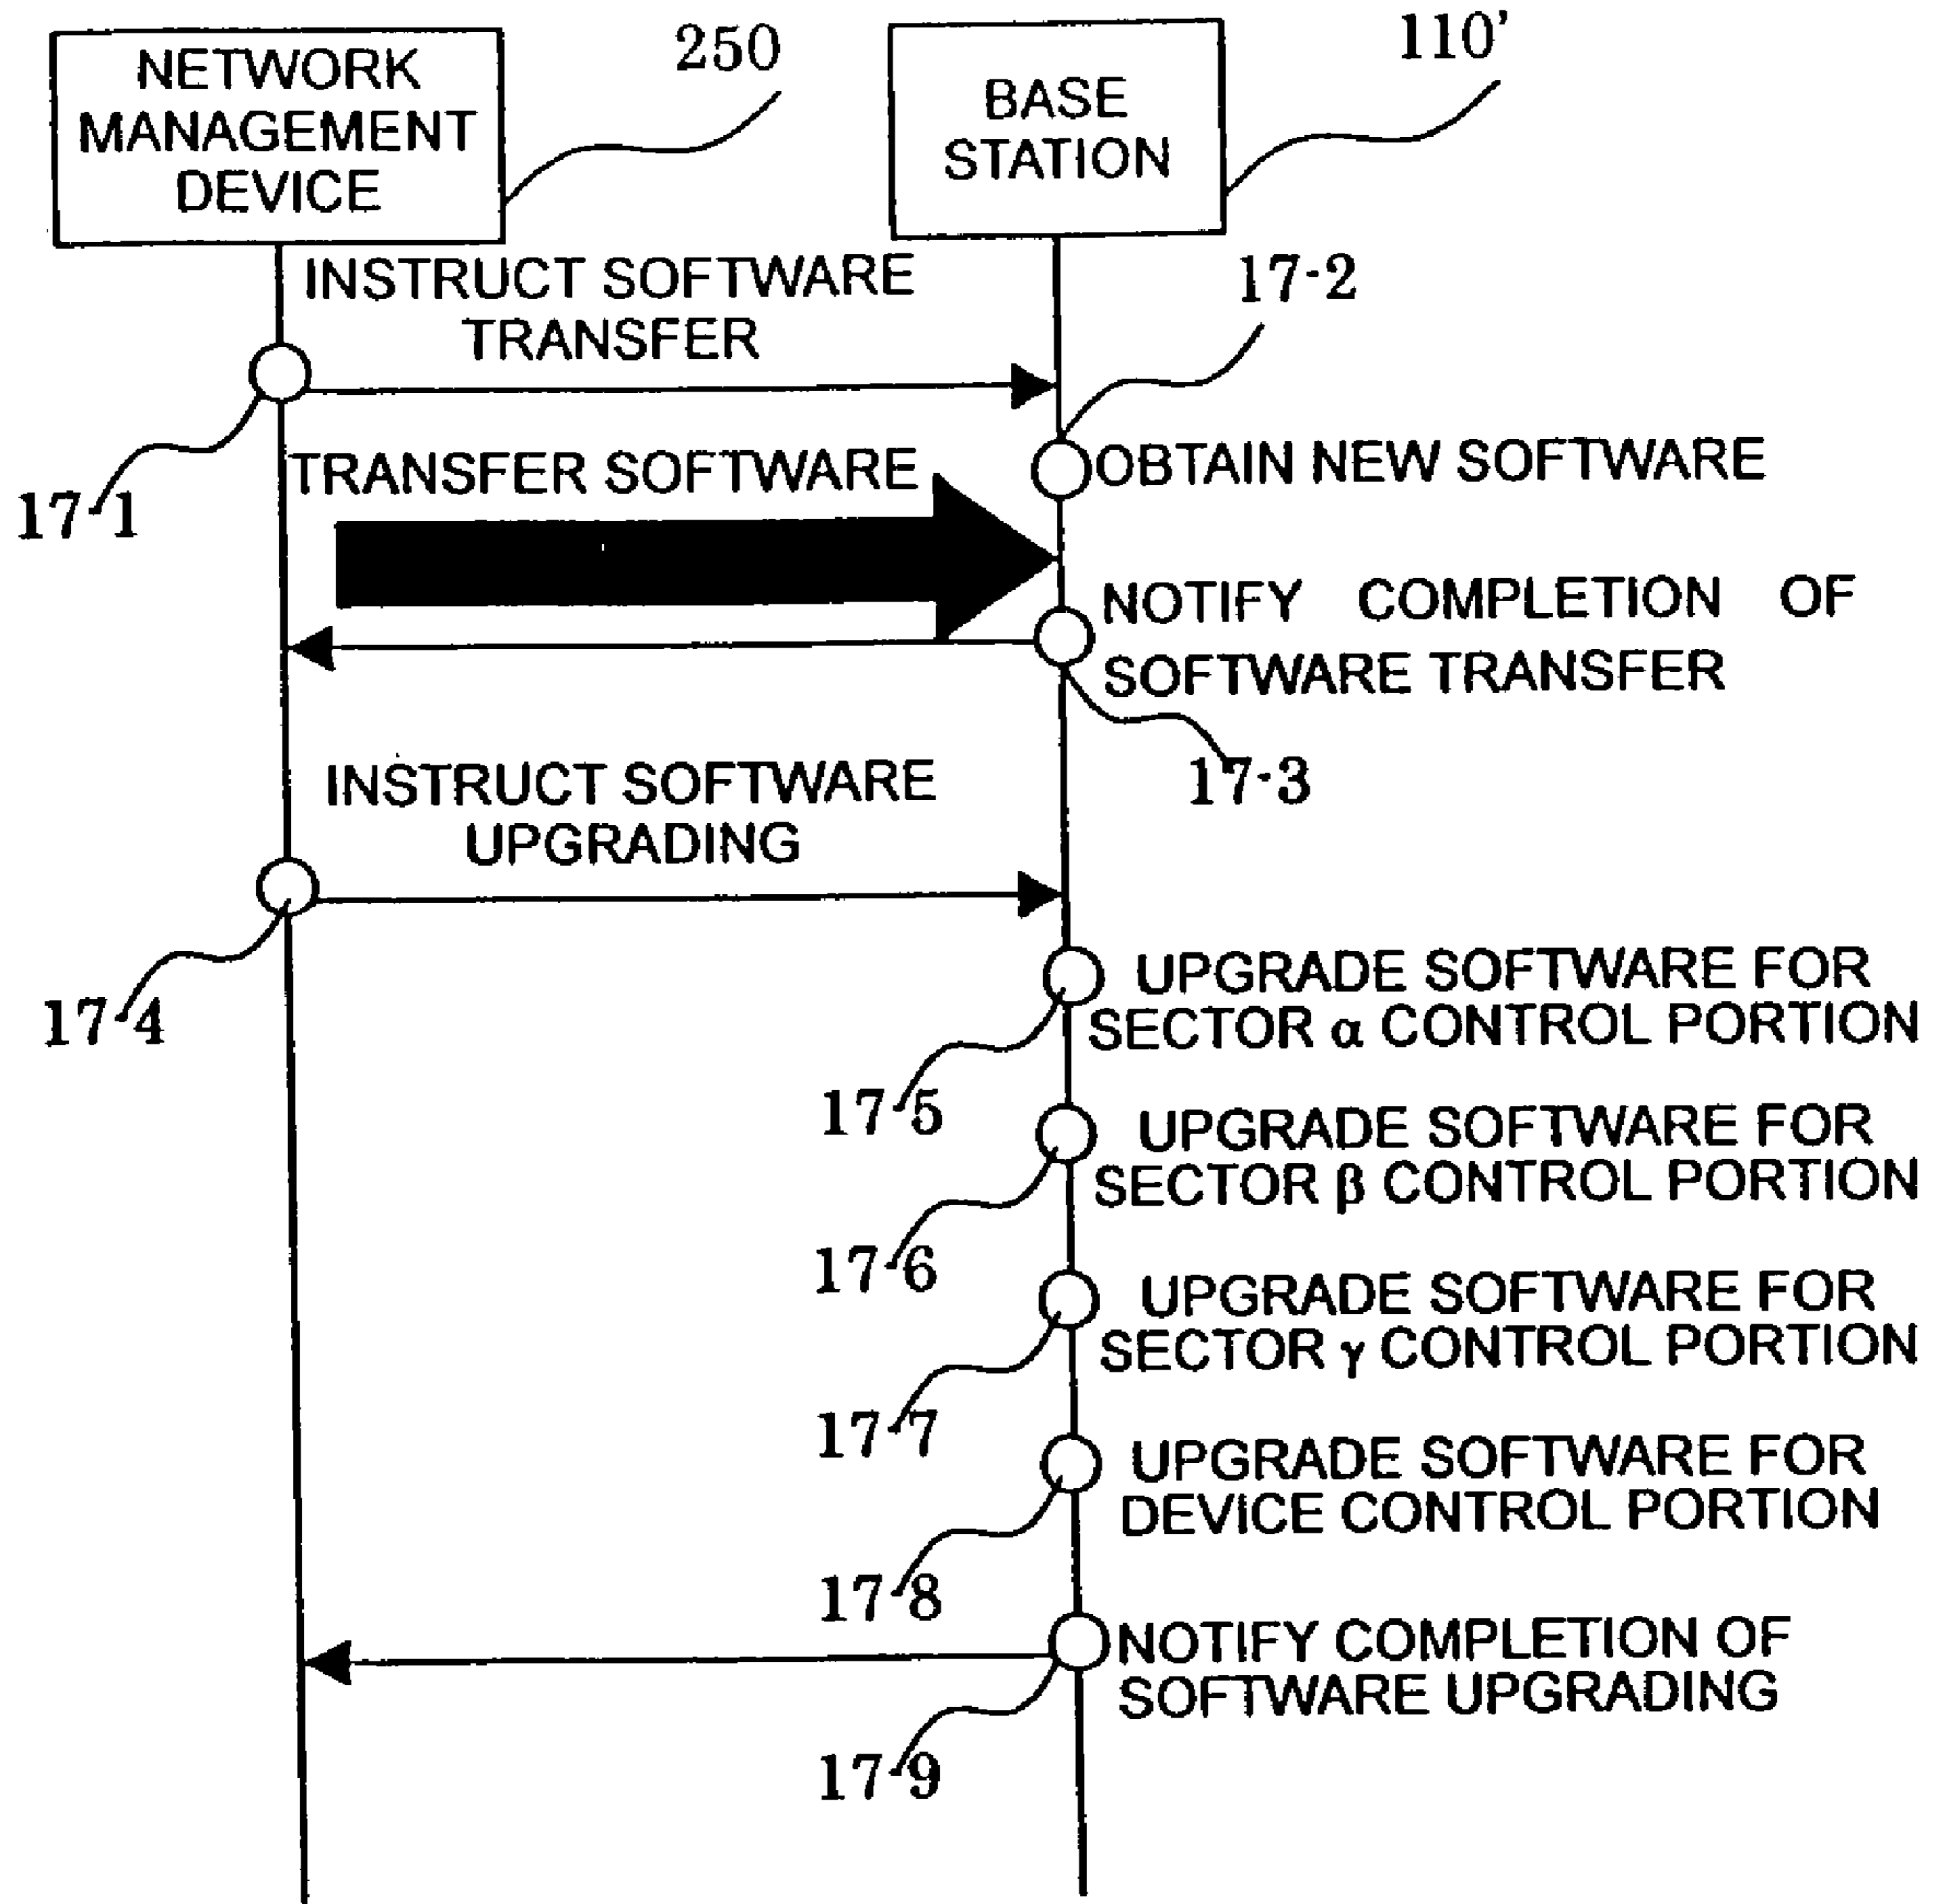 NETWORK
MANAGEMENT
DEVICE
250
BASE
STATION
110'
INSTRUCT SOFTWARE
TRANSFER
17-2
17-1
TRANSFER SOFTWARE
OBTAIN NEW SOFTWARE
NOTIFY COMPLETION OF
SOFTWARE TRANSFER
17-3
INSTRUCT SOFTWARE
UPGRADING
17-4
UPGRADE SOFTWARE FOR
SECTOR α CONTROL PORTION
17-5
UPGRADE SOFTWARE FOR
SECTOR β CONTROL PORTION
17-6
UPGRADE SOFTWARE FOR
SECTOR γ CONTROL PORTION
17-7
UPGRADE SOFTWARE FOR
DEVICE CONTROL PORTION
17-8
NOTIFY COMPLETION OF
SOFTWARE UPGRADING
17-9